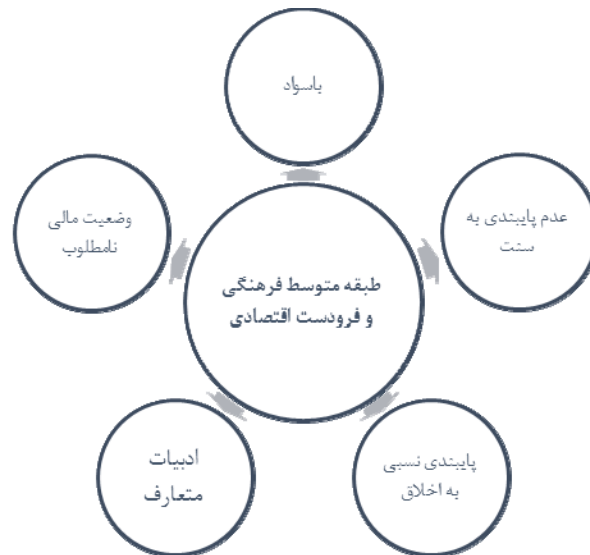 باسواد
عدم پایبندی به
سنت
وضعیت مالی
نامطلوب
طبقه متوسط فرهنگی
و فرودست اقتصادی
پایبندی نسبی
به اخلاق
ادبیات
متعارف